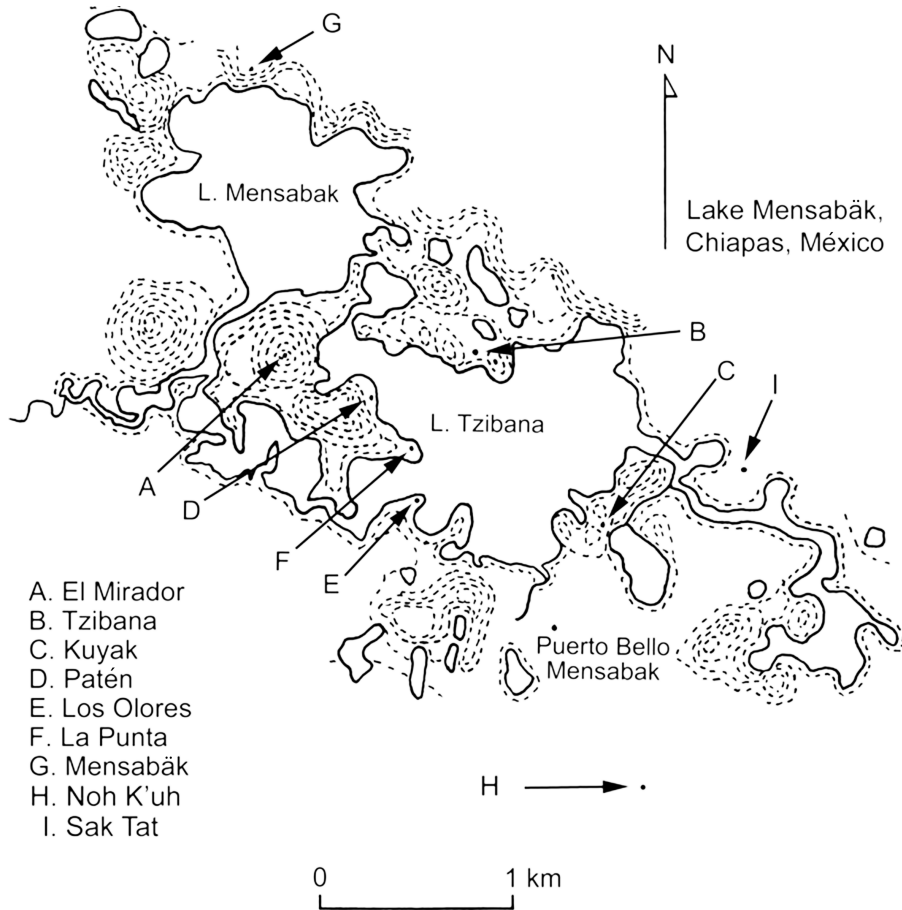 G
N
L. Mensabak
Lake Mensabäk,
Chiapas, México
B
C
I
L. Tzibana
A
D
F
E
A. El Mirador
B. Tzibana
C. Kuyak
D. Patén
E. Los Olores
F. La Punta
G. Mensabäk
H. Noh K'uh
I. Sak Tat
Puerto Bello
Mensabak
H
0 1 km